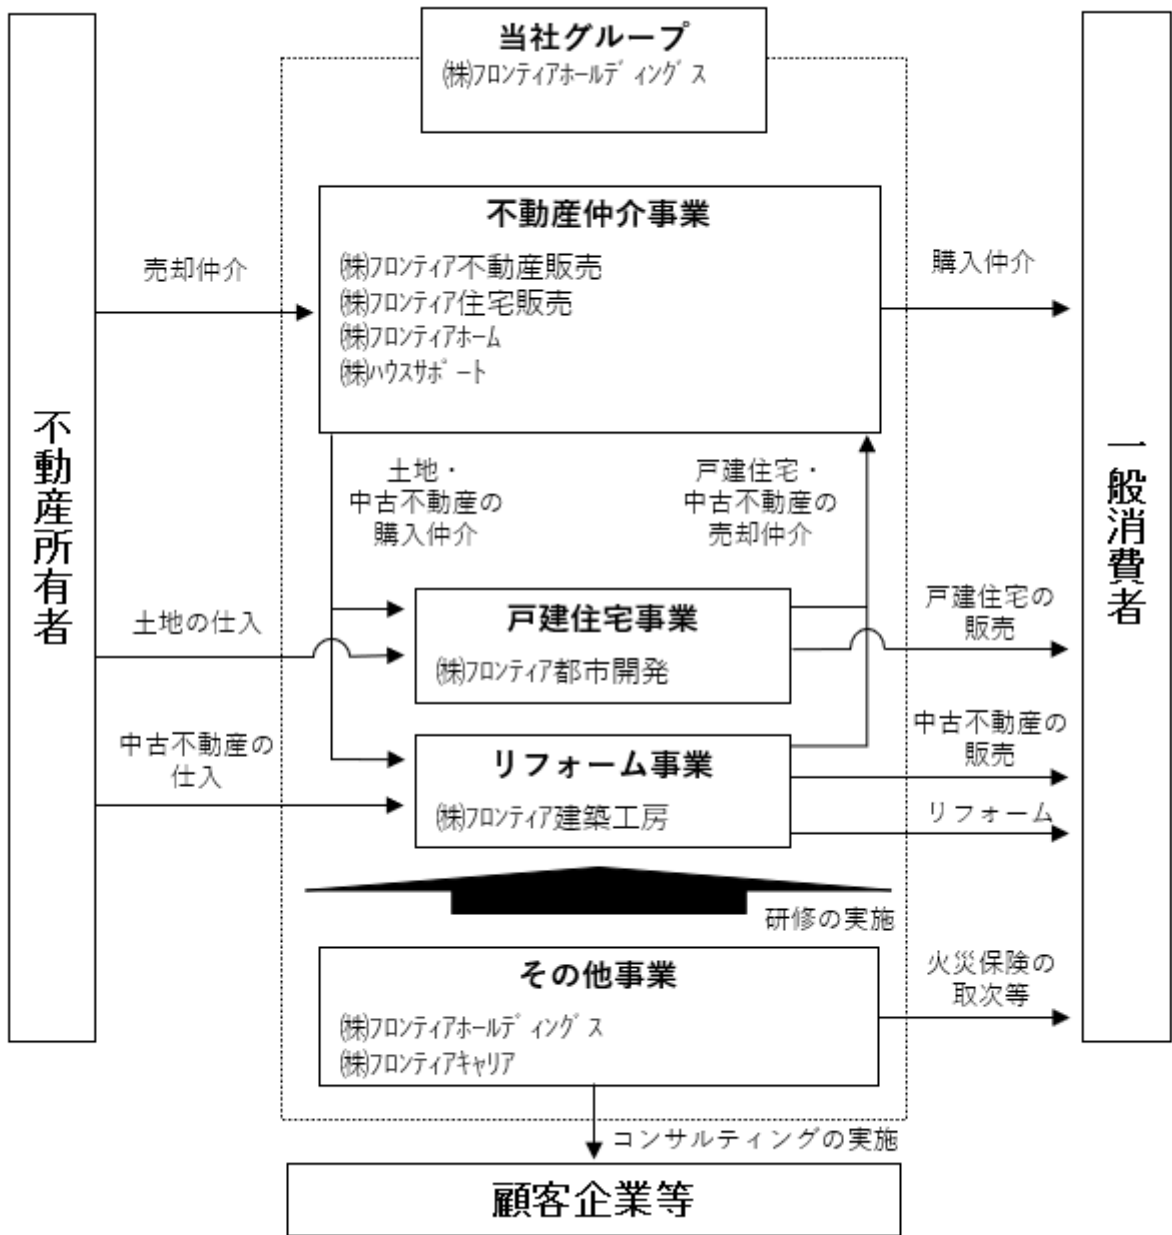 当社グループ
㈱フロンティアホールディングス
不動産所有者
一般消費者
不動産仲介事業
㈱フロンティア不動産販売
㈱フロンティア住宅販売
㈱フロンティアホーム
㈱ハウスサポート
売却仲介
購入仲介
土地・
中古不動産の
購入仲介
戸建住宅・
中古不動産の
売却仲介
土地の仕入
戸建住宅事業
㈱フロンティア都市開発
戸建住宅の
販売
中古不動産の
仕入
リフォーム事業
㈱フロンティア建築工房
中古不動産の
販売
リフォーム
研修の実施
その他事業
㈱フロンティアホールディングス
㈱フロンティアキャリア
火災保険の
取次等
コンサルティングの実施
顧客企業等